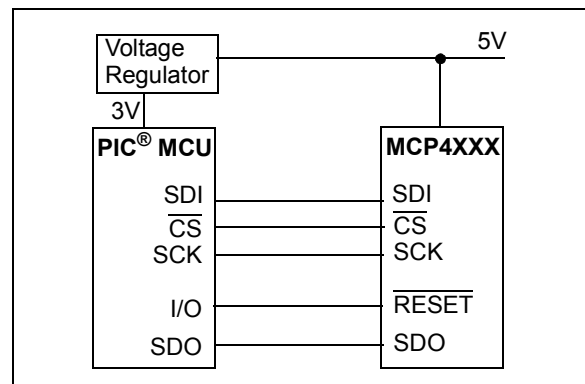 Voltage
Regulator
5V
3V
PIC® MCU
MCP4XXX
SDI
SDI
CS
CS
SCK
SCK
I/O
RESET
SDO
SDO